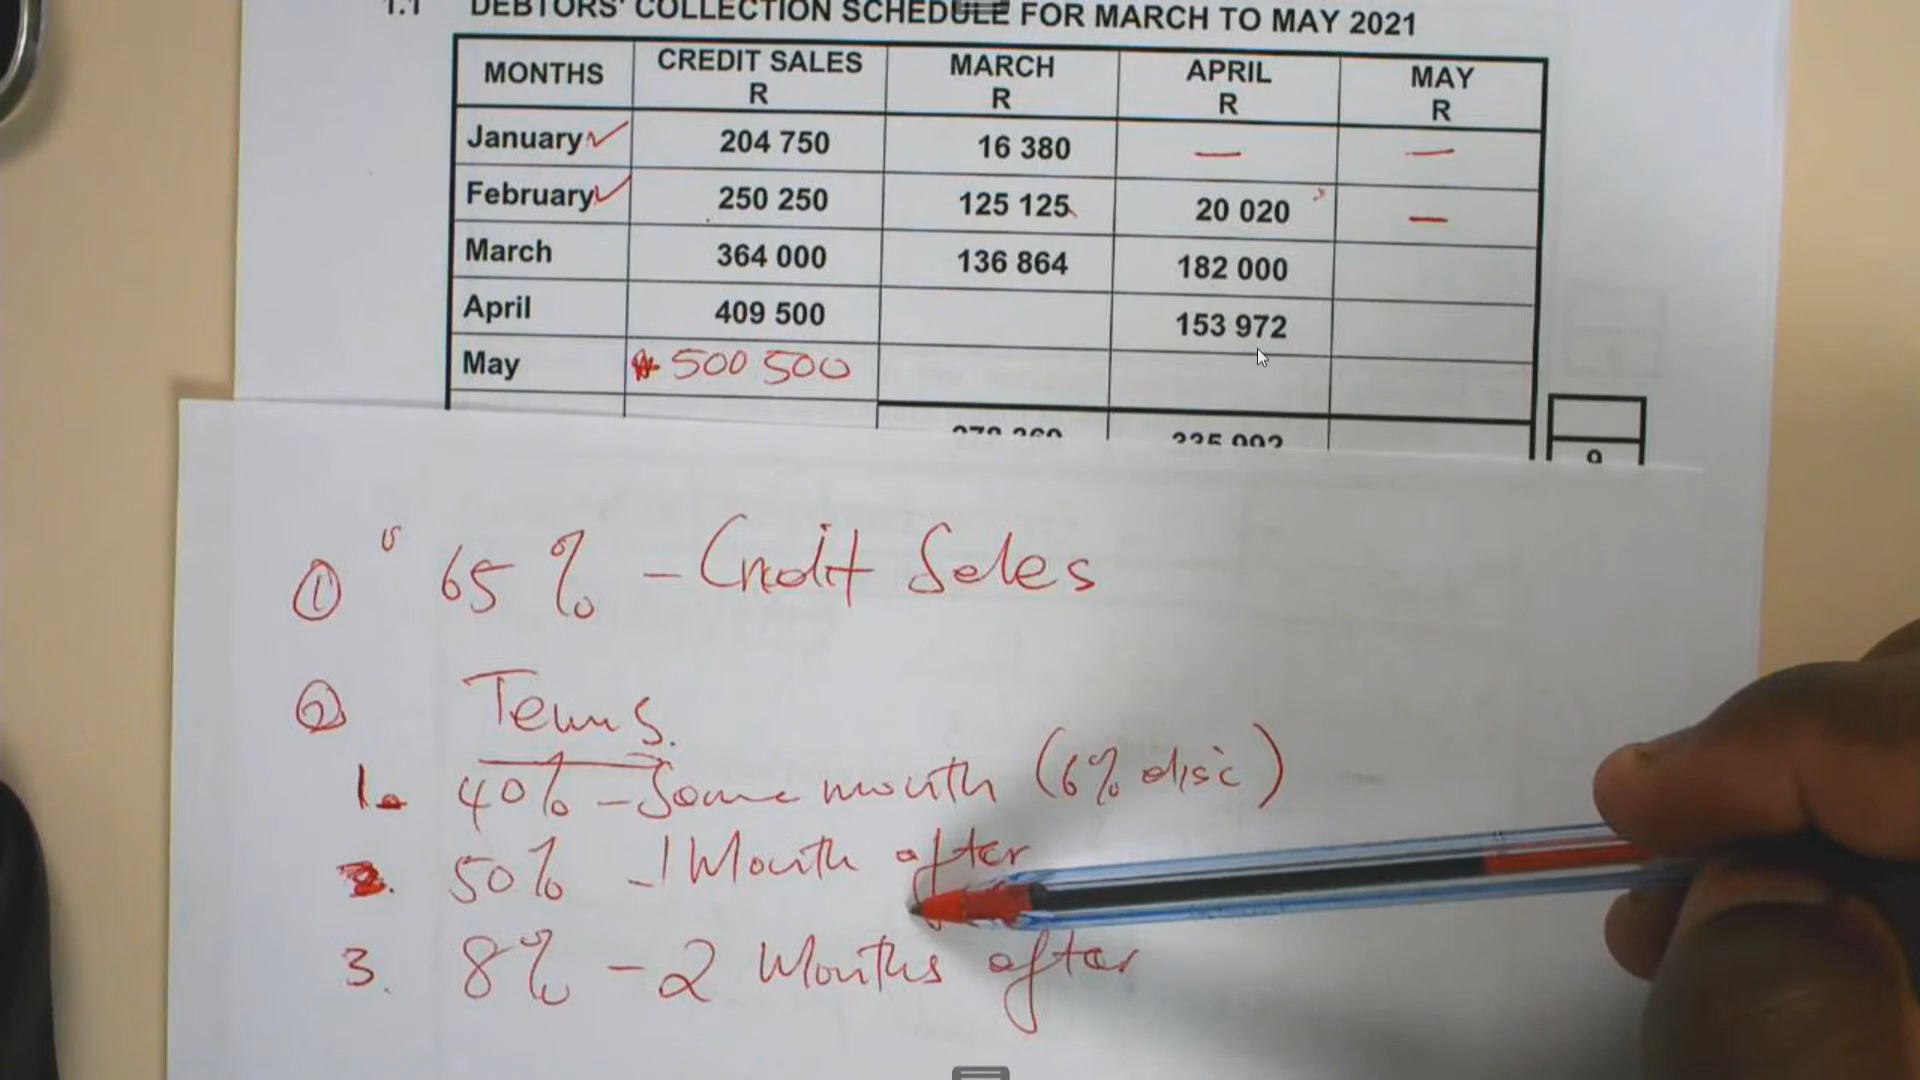 1.1 DEBTORS' COLLECTION SCHEDULE FOR MARCH TO MAY 2021
MONTHS CREDIT SALES R MARCH R APRIL R MAY R
January 204 750 16 380 — —
February 250 250 125 125 20 020 —
March 364 000 136 864 182 000
April 409 500 153 972
May 500 500
9
① 65% - Credit Sales
② Terms.
1. 40% - Same month (6% disc)
2. 50% - 1 Month after
3. 8% - 2 Months after